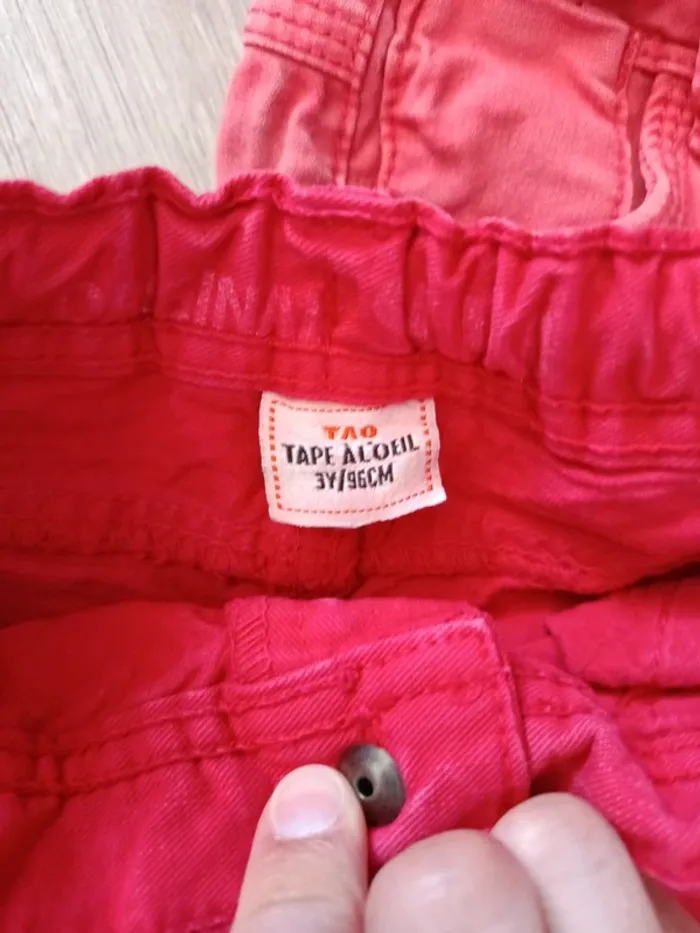 TAO
TAPE À L'OEIL
3Y/96CM